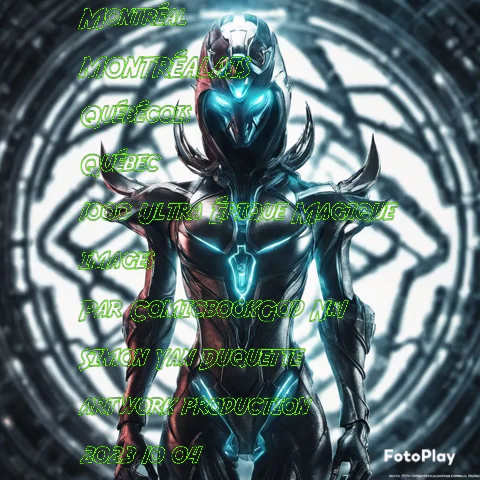 Montréal
Montréalais
Québécois
Québec
1000 Ultra Épique Magique
Images
Par ComicbookGod Nh1
Simon Yan Duquette
Artwork Production
2023 10 04
FotoPlay